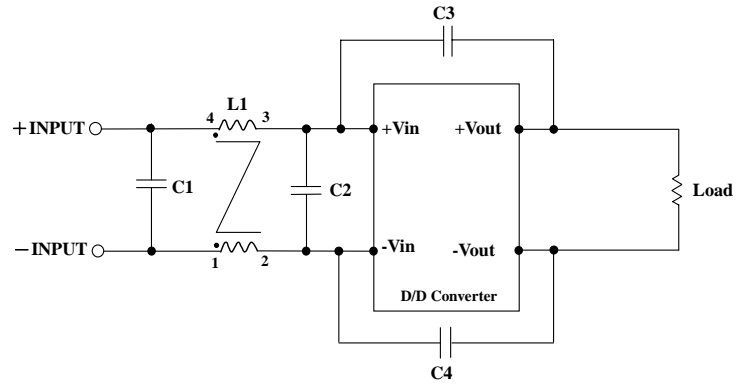 C3
L1
4
3
+INPUT
+Vin
+Vout
C1
C2
Load
−INPUT
1
2
-Vin
-Vout
D/D Converter
C4